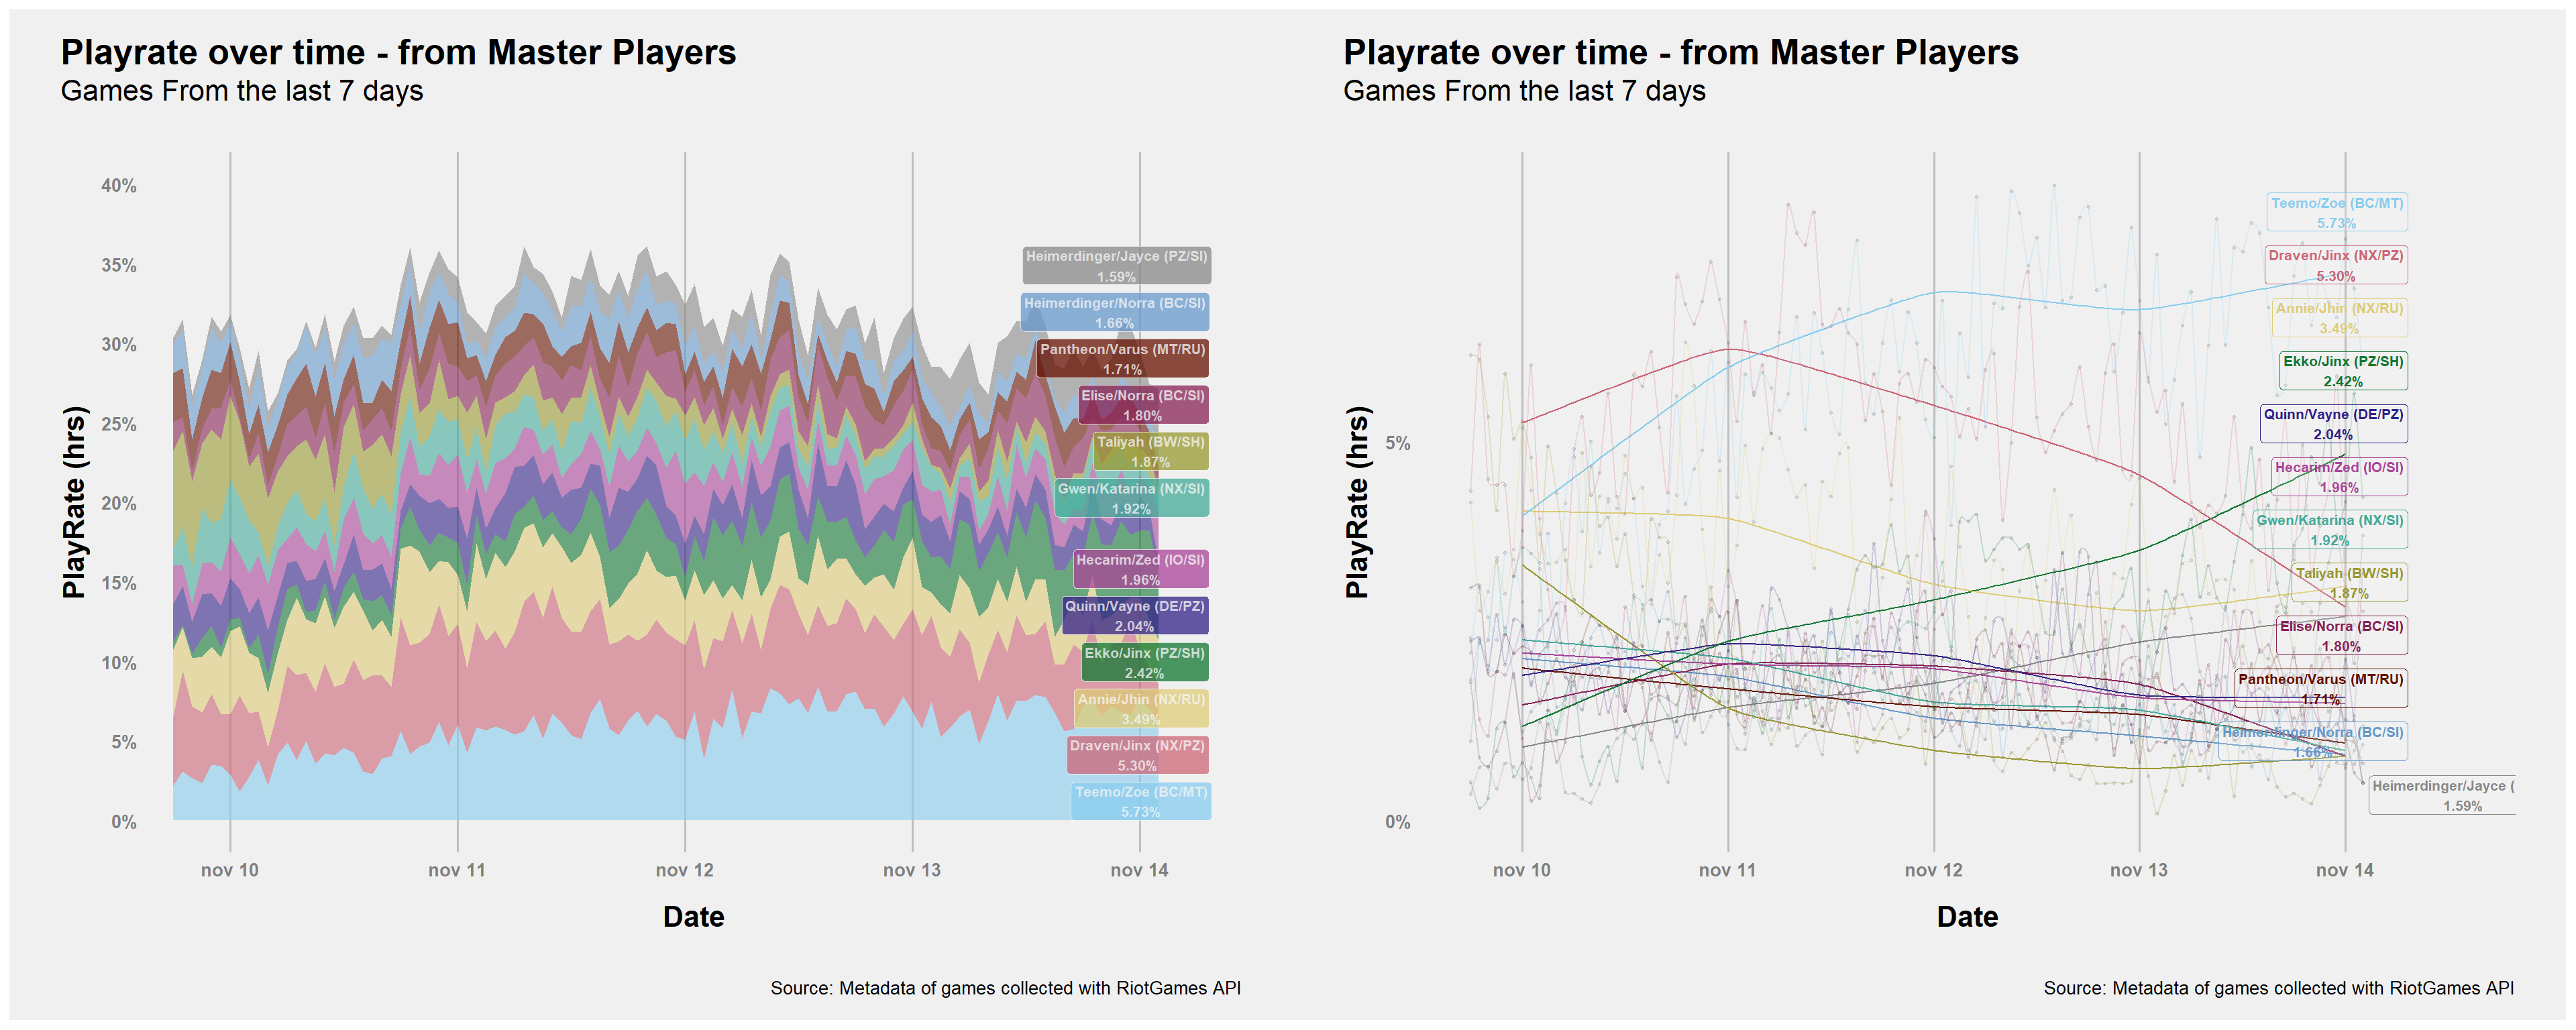 Playrate over time - from Master Players
Games From the last 7 days
PlayRate (hrs)
40%
35%
30%
25%
20%
15%
10%
5%
0%
Heimerdinger/Jayce (PZ/SI)
1.59%
Heimerdinger/Norra (BC/SI)
1.66%
Pantheon/Varus (MT/RU)
1.71%
Elise/Norra (BC/SI)
1.80%
Taliyah (BW/SH)
1.87%
Gwen/Katarina (NX/SI)
1.92%
Hecarim/Zed (IO/SI)
1.96%
Quinn/Vayne (DE/PZ)
2.04%
Ekko/Jinx (PZ/SH)
2.42%
Annie/Jhin (NX/RU)
3.49%
Draven/Jinx (NX/PZ)
5.30%
Teemo/Zoe (BC/MT)
5.73%
nov 10 nov 11 nov 12 nov 13 nov 14
Date
Source: Metadata of games collected with RiotGames API
Playrate over time - from Master Players
Games From the last 7 days
PlayRate (hrs)
5%
0%
Teemo/Zoe (BC/MT)
5.73%
Draven/Jinx (NX/PZ)
5.30%
Annie/Jhin (NX/RU)
3.49%
Ekko/Jinx (PZ/SH)
2.42%
Quinn/Vayne (DE/PZ)
2.04%
Hecarim/Zed (IO/SI)
1.96%
Gwen/Katarina (NX/SI)
1.92%
Taliyah (BW/SH)
1.87%
Elise/Norra (BC/SI)
1.80%
Pantheon/Varus (MT/RU)
1.71%
Heimerdinger/Norra (BC/SI)
1.66%
Heimerdinger/Jayce (
1.59%
nov 10 nov 11 nov 12 nov 13 nov 14
Date
Source: Metadata of games collected with RiotGames API